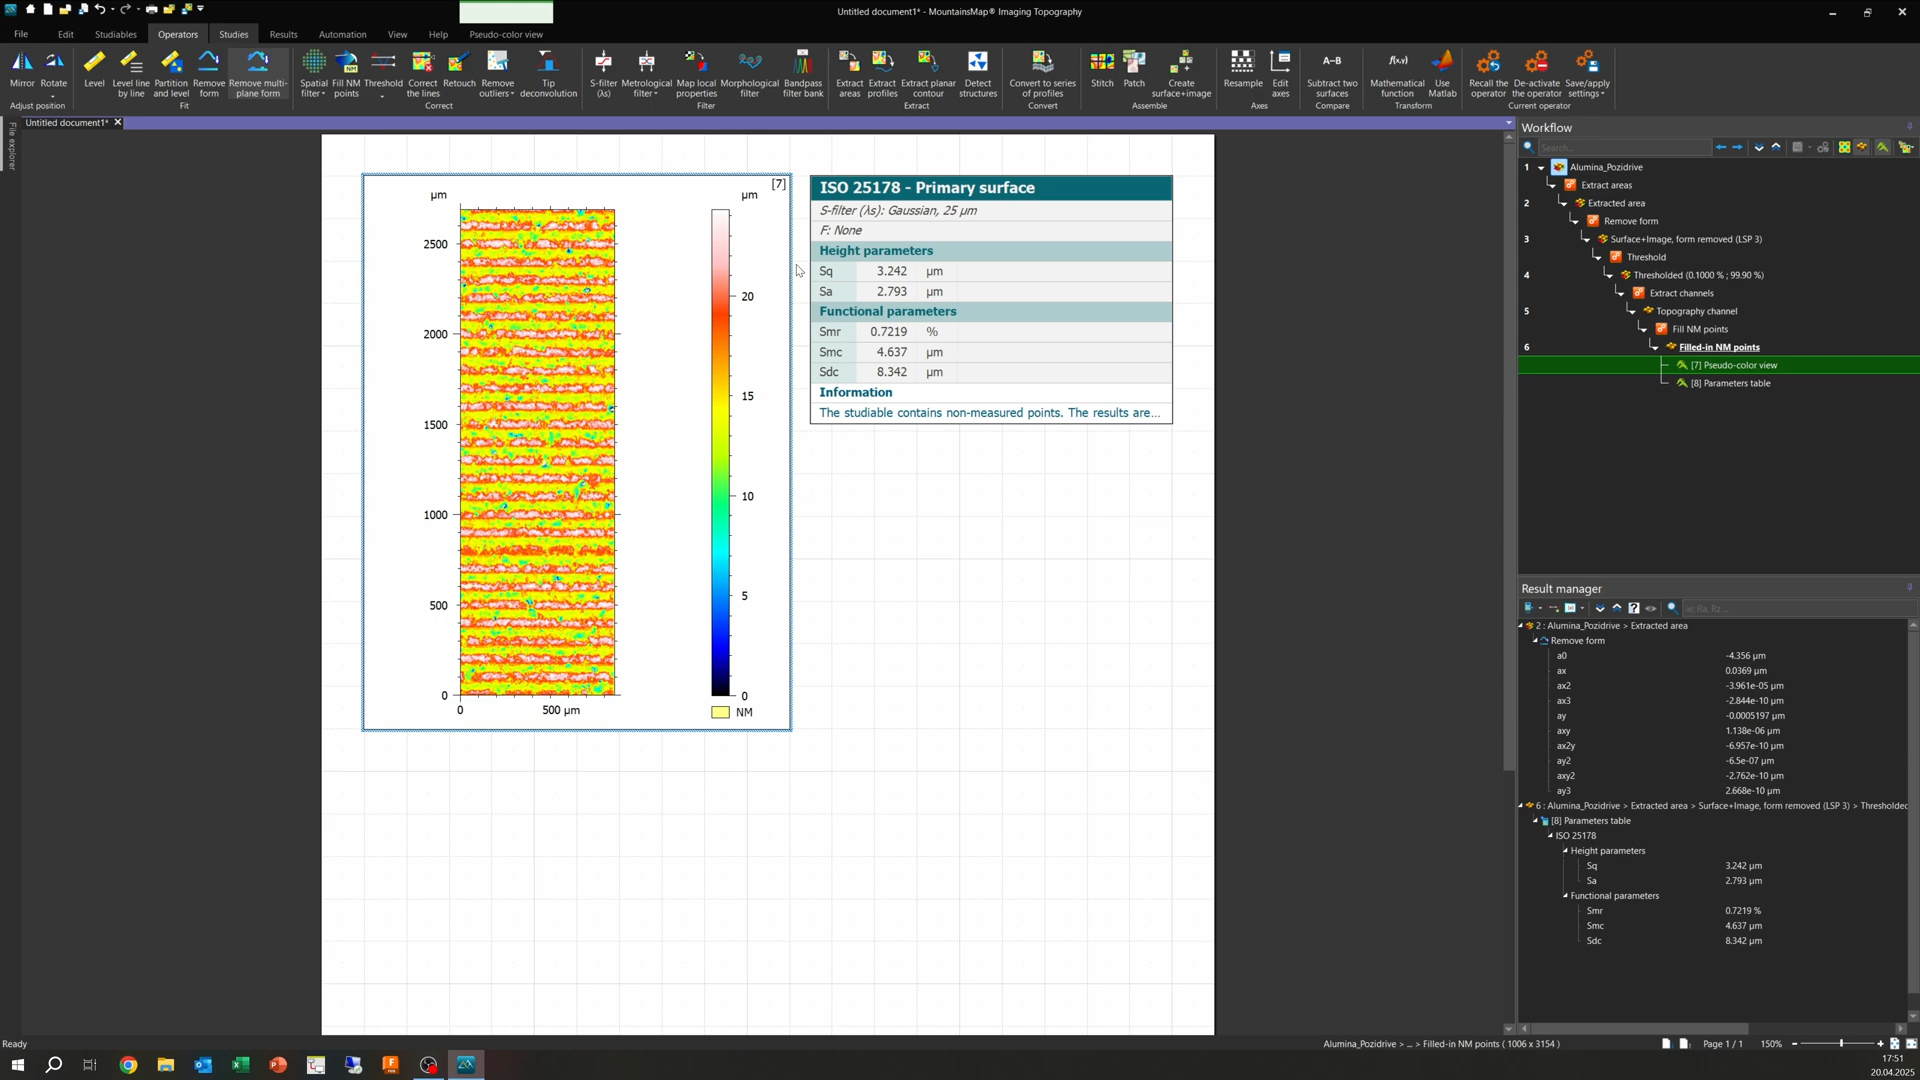 Untitled document1* - MountainsMap® Imaging Topography
File Edit Studiables Operators Studies Results Automation View Help Pseudo-color view
Mirror
Rotate
Adjust position
Level
Level line by line
Partition and level
Remove form
Remove multi-plane form
Fit
Spatial filter
Fill NM points
Threshold
Correct the lines
Retouch
Remove outliers
Tip deconvolution
Correct
S-filter (λs)
Metrological filter
Map local properties
Morphological filter
Bandpass filter bank
Filter
Extract areas
Extract profiles
Extract planar contour
Detect structures
Extract
Convert to series of profiles
Convert
Stitch
Patch
Create surface+image
Assemble
Resample
Edit axes
Axes
A−B
Subtract two surfaces
Compare
f(x,y)
Mathematical function
Use Matlab
Transform
Recall the operator
De-activate the operator
Save/apply settings
Current operator
File explorer
Untitled document1*
[7]
µm
2500
2000
1500
1000
500
0
0 500 µm
µm
20
15
10
5
0
NM
ISO 25178 - Primary surface
S-filter (λs): Gaussian, 25 µm
F: None
Height parameters
Sq 3.242 µm
Sa 2.793 µm
Functional parameters
Smr 0.7219 %
Smc 4.637 µm
Sdc 8.342 µm
Information
The studiable contains non-measured points. The results are...
Workflow
Search...
1 Alumina_Pozidrive
Extract areas
2 Extracted area
Remove form
3 Surface+Image, form removed (LSP 3)
Threshold
4 Thresholded (0.1000 % ; 99.90 %)
Extract channels
5 Topography channel
Fill NM points
6 Filled-in NM points
[7] Pseudo-color view
[8] Parameters table
Result manager
ie: Ra, Rz...
2 : Alumina_Pozidrive > Extracted area
Remove form
a0 -4.356 µm
ax 0.0369 µm
ax2 -3.961e-05 µm
ax3 -2.844e-10 µm
ay -0.0005197 µm
axy 1.138e-06 µm
ax2y -6.957e-10 µm
ay2 -6.5e-07 µm
axy2 -2.762e-10 µm
ay3 2.668e-10 µm
6 : Alumina_Pozidrive > Extracted area > Surface+Image, form removed (LSP 3) > Thresholded
[8] Parameters table
ISO 25178
Height parameters
Sq 3.242 µm
Sa 2.793 µm
Functional parameters
Smr 0.7219 %
Smc 4.637 µm
Sdc 8.342 µm
Ready
Alumina_Pozidrive > ... > Filled-in NM points ( 1006 x 3154 )
Page 1 / 1
150%
17:51
20.04.2025